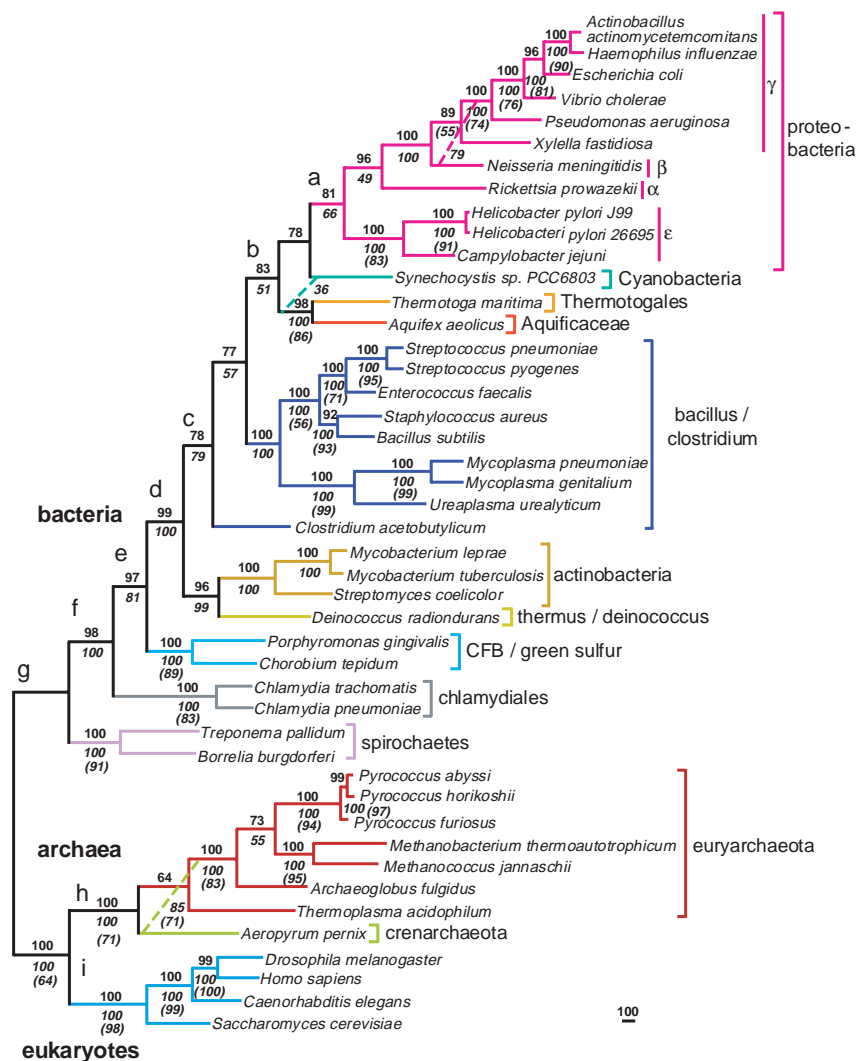 Actinobacillus
actinomycetemcomitans
Haemophilus influenzae
Escherichia coli
Vibrio cholerae
Pseudomonas aeruginosa
Xylella fastidiosa
Neisseria meningitidis
Rickettsia prowazekii
Helicobacter pylori J99
Helicobacteri pylori 26695
Campylobacter jejuni
Synechocystis sp. PCC6803
Thermotoga maritima
Aquifex aeolicus
Streptococcus pneumoniae
Streptococcus pyogenes
Enterococcus faecalis
Staphylococcus aureus
Bacillus subtilis
Mycoplasma pneumoniae
Mycoplasma genitalium
Ureaplasma urealyticum
Clostridium acetobutylicum
Mycobacterium leprae
Mycobacterium tuberculosis
Streptomyces coelicolor
Deinococcus radiondurans
Porphyromonas gingivalis
Chorobium tepidum
Chlamydia trachomatis
Chlamydia pneumoniae
Treponema pallidum
Borrelia burgdorferi
Pyrococcus abyssi
Pyrococcus horikoshii
Pyrococcus furiosus
Methanobacterium thermoautotrophicum
Methanococcus jannaschii
Archaeoglobus fulgidus
Thermoplasma acidophilum
Aeropyrum pernix
Drosophila melanogaster
Homo sapiens
Caenorhabditis elegans
Saccharomyces cerevisiae
γ
β
α
ε
proteo-
bacteria
Cyanobacteria
Thermotogales
Aquificaceae
bacillus /
clostridium
actinobacteria
thermus / deinococcus
CFB / green sulfur
chlamydiales
spirochaetes
euryarchaeota
crenarchaeota
bacteria
archaea
eukaryotes
a
b
c
d
e
f
g
h
i
100
100
(90)
96
100
(81)
100
100
(76)
100
100
(74)
89
(55)
79
100
100
96
49
81
66
100
100
(91)
100
100
(83)
78
36
83
51
98
100
(86)
77
57
100
100
(95)
100
100
(71)
100
100
(56)
92
100
(93)
100
100
100
100
(99)
100
100
(99)
78
79
99
100
100
100
100
100
96
99
97
81
100
100
(89)
98
100
100
100
(83)
100
100
(91)
99
100
(97)
100
100
(94)
73
55
100
100
(95)
100
100
(83)
64
85
(71)
100
100
(71)
100
100
(64)
99
100
(100)
100
100
(99)
100
100
(98)
100